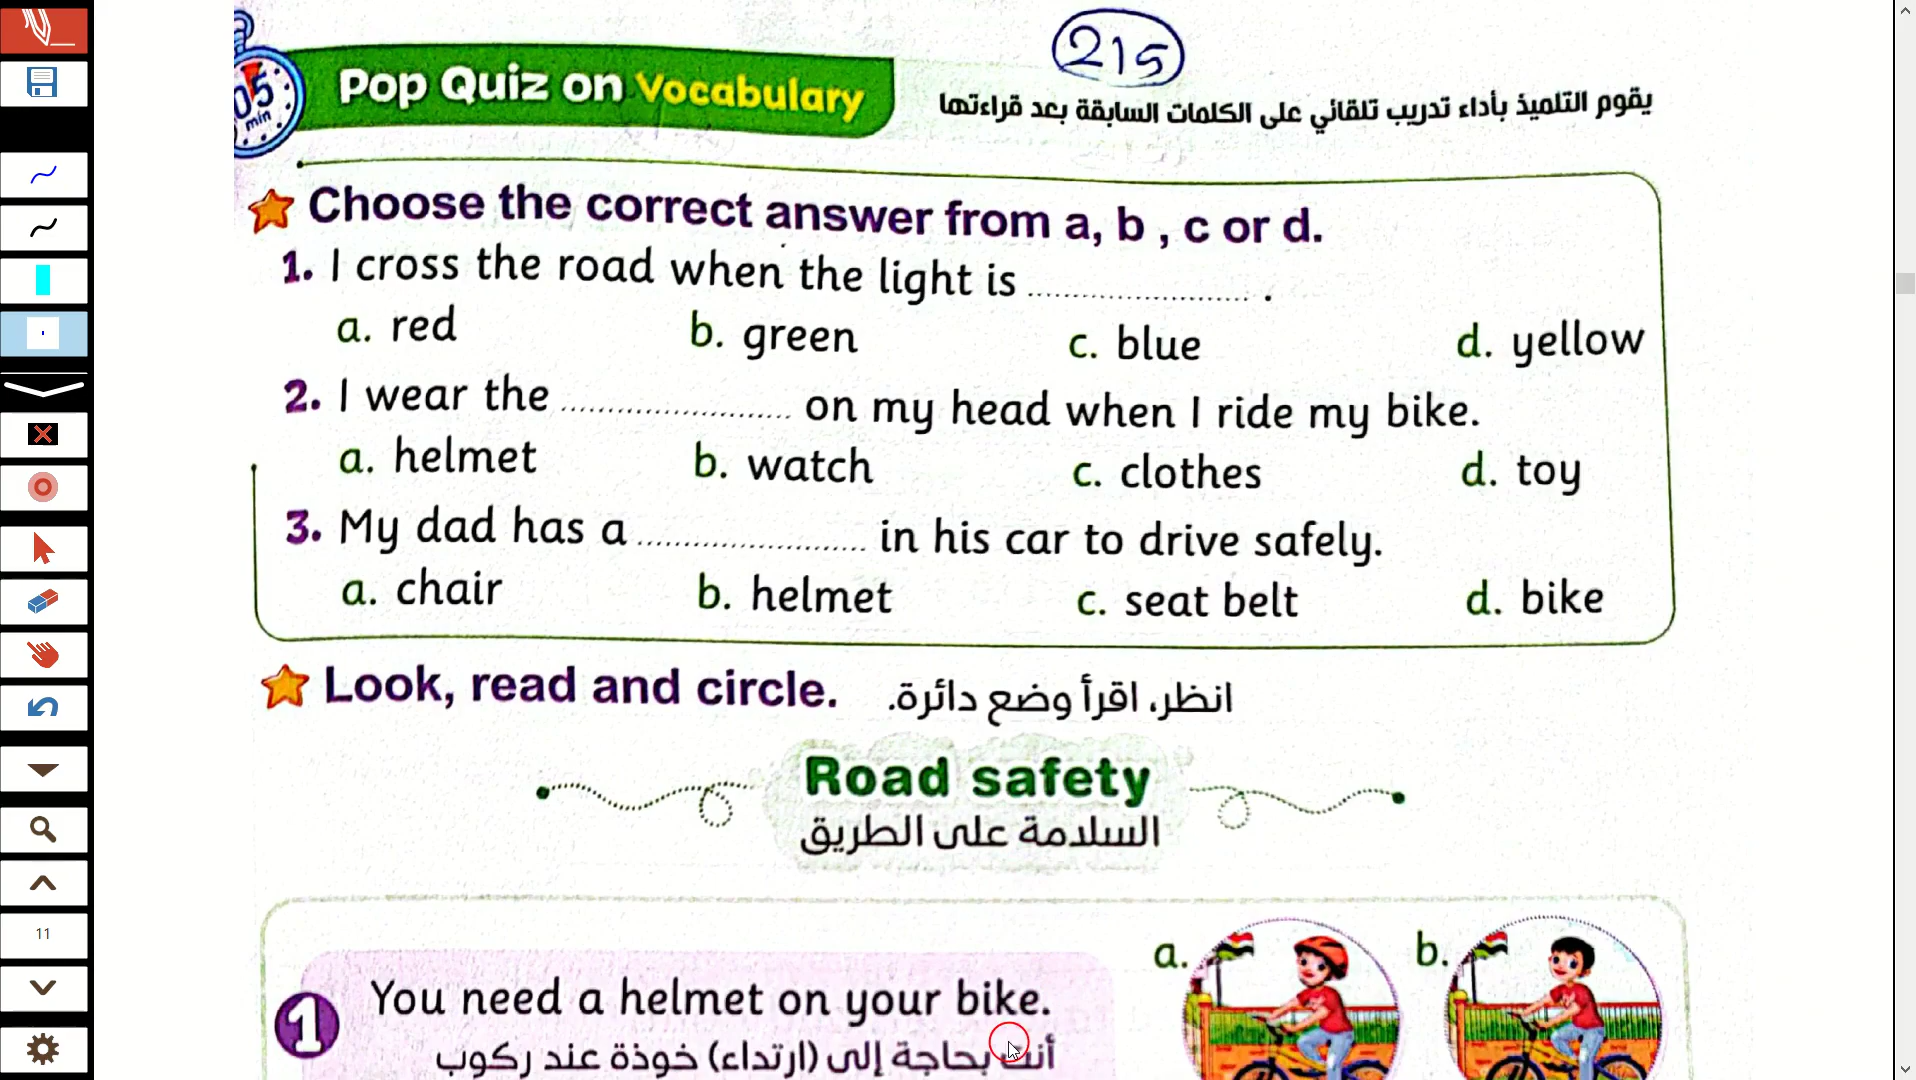 215
05 min
Pop Quiz on Vocabulary
يقوم التلميذ بأداء تدريب تلقائي على الكلمات السابقة بعد قراءتها
Choose the correct answer from a, b , c or d.
1. I cross the road when the light is ........................ .
a. red b. green c. blue d. yellow
2. I wear the ........................ on my head when I ride my bike.
a. helmet b. watch c. clothes d. toy
3. My dad has a ........................ in his car to drive safely.
a. chair b. helmet c. seat belt d. bike
Look, read and circle. انظر، اقرأ وضع دائرة.
Road safety
السلامة على الطريق
a. b.
1 You need a helmet on your bike.
أنت بحاجة إلى (ارتداء) خوذة عند ركوب
11